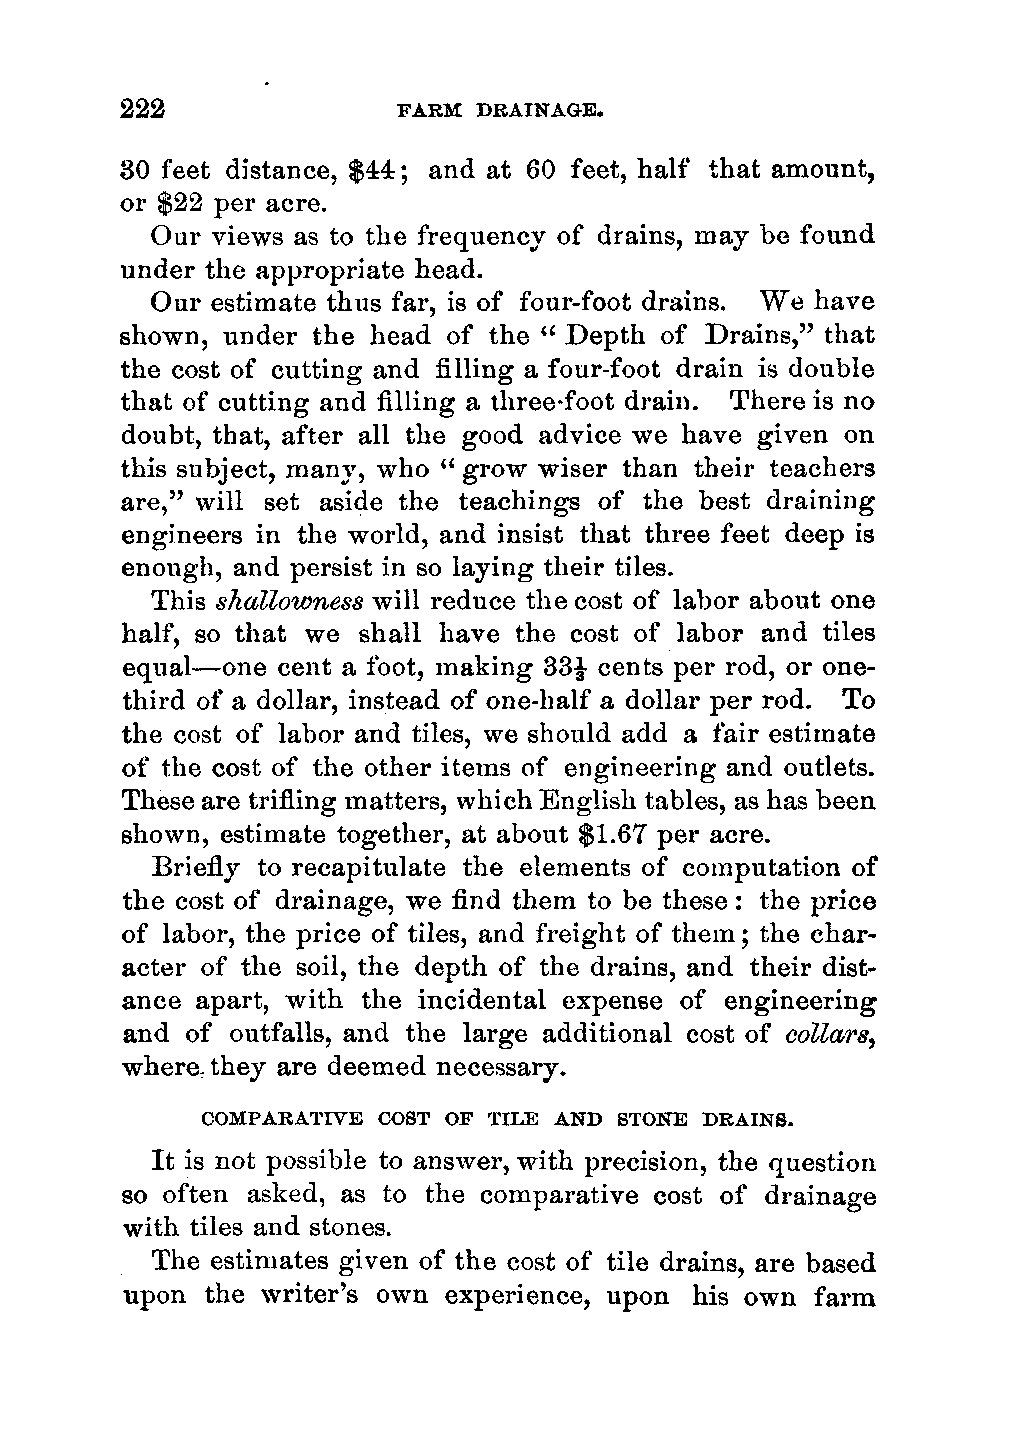 222 FARM DRAINAGE.
30 feet distance, $44; and at 60 feet, half that amount,
or $22 per acre.
Our views as to the frequency of drains, may be found
under the appropriate head.
Our estimate thus far, is of four-foot drains. We have
shown, under the head of the “ Depth of Drains,” that
the cost of cutting and filling a four-foot drain is double
that of cutting and filling a three-foot drain. There is no
doubt, that, after all the good advice we have given on
this subject, many, who “ grow wiser than their teachers
are,” will set aside the teachings of the best draining
engineers in the world, and insist that three feet deep is
enough, and persist in so laying their tiles.
This shallowness will reduce the cost of labor about one
half, so that we shall have the cost of labor and tiles
equal—one cent a foot, making 33⅓ cents per rod, or one-
third of a dollar, instead of one-half a dollar per rod. To
the cost of labor and tiles, we should add a fair estimate
of the cost of the other items of engineering and outlets.
These are trifling matters, which English tables, as has been
shown, estimate together, at about $1.67 per acre.
Briefly to recapitulate the elements of computation of
the cost of drainage, we find them to be these : the price
of labor, the price of tiles, and freight of them; the char-
acter of the soil, the depth of the drains, and their dist-
ance apart, with the incidental expense of engineering
and of outfalls, and the large additional cost of collars,
where they are deemed necessary.
COMPARATIVE COST OF TILE AND STONE DRAINS.
It is not possible to answer, with precision, the question
so often asked, as to the comparative cost of drainage
with tiles and stones.
The estimates given of the cost of tile drains, are based
upon the writer's own experience, upon his own farm